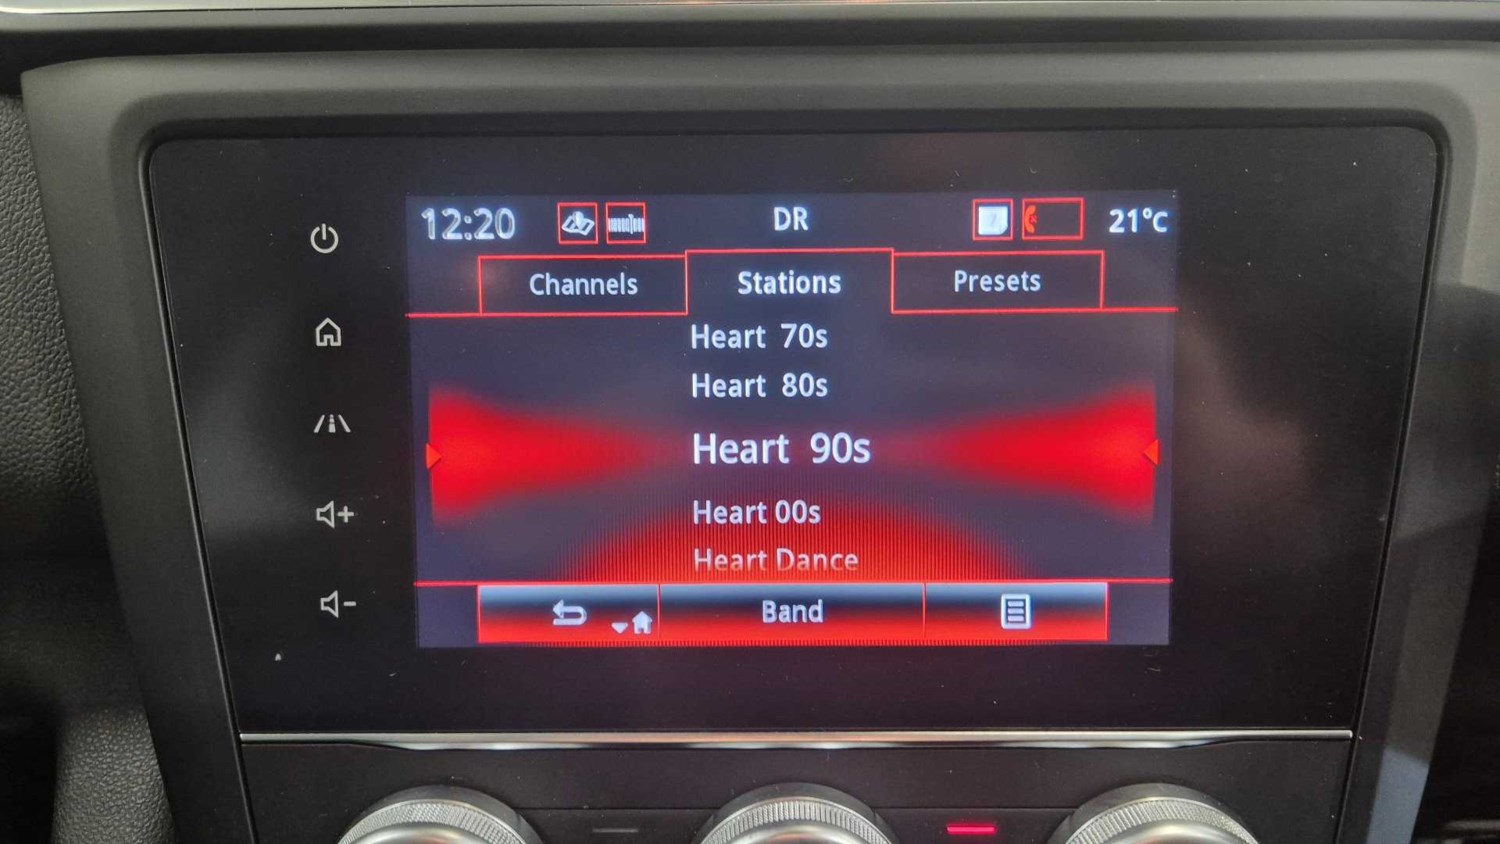 12:20 DR 21°C
Channels Stations Presets
Heart 70s
Heart 80s
Heart 90s
Heart 00s
Heart Dance
Band